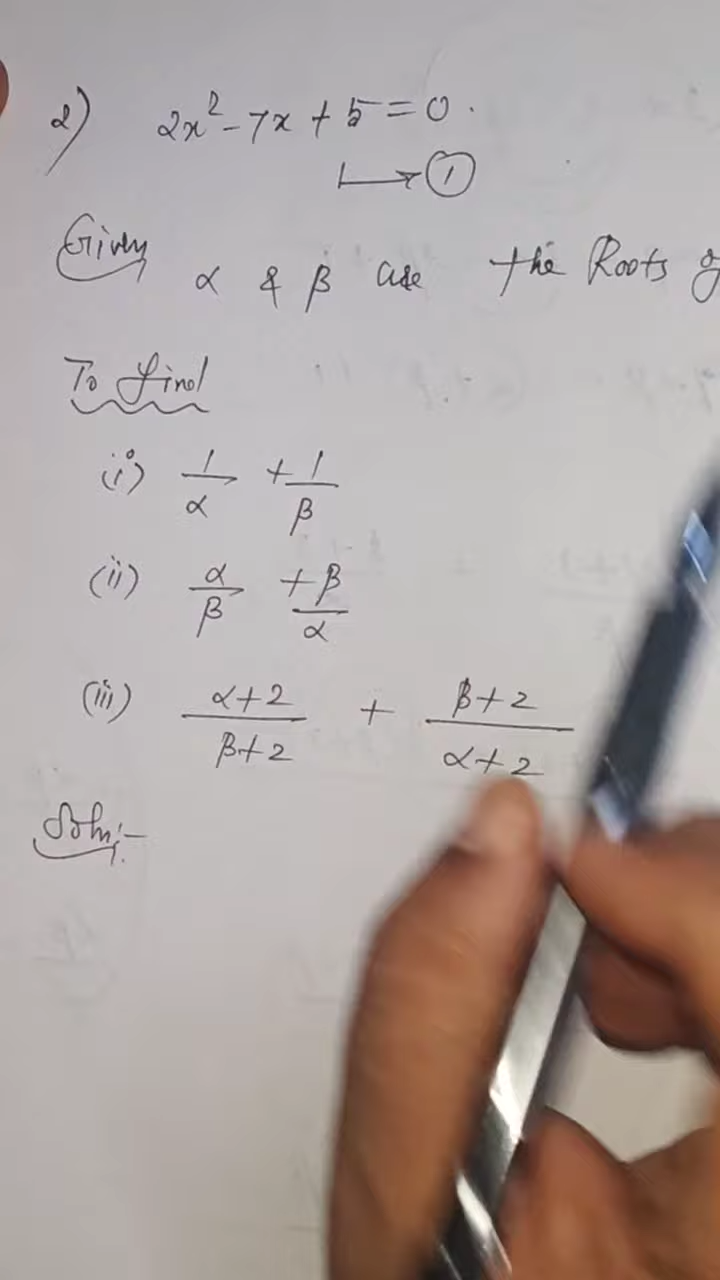 2) 2x² - 7x + 5 = 0.
↦ ①
Given α & β are the Roots
To find
(i) 1/α + 1/β
(ii) α/β + β/α
(iii) (α+2)/(β+2) + (β+2)/(α+2)
Soln:-